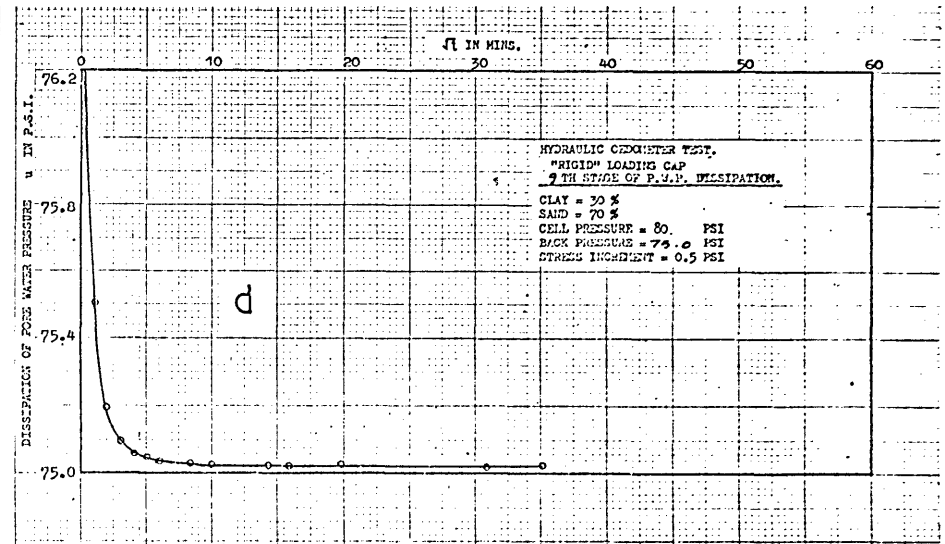 √t IN MINS.
0 10 20 30 40 50 60
76.2
75.8
75.4
75.0
DISSIPATION OF PORE WATER PRESSURE u IN P.S.I.
HYDRAULIC OEDOMETER TEST.
"RIGID" LOADING CAP
9 TH STAGE OF P.W.P. DISSIPATION.
CLAY = 30 %
SAND = 70 %
CELL PRESSURE = 80. PSI
BACK PRESSURE = 75.0 PSI
STRESS INCREMENT = 0.5 PSI
d